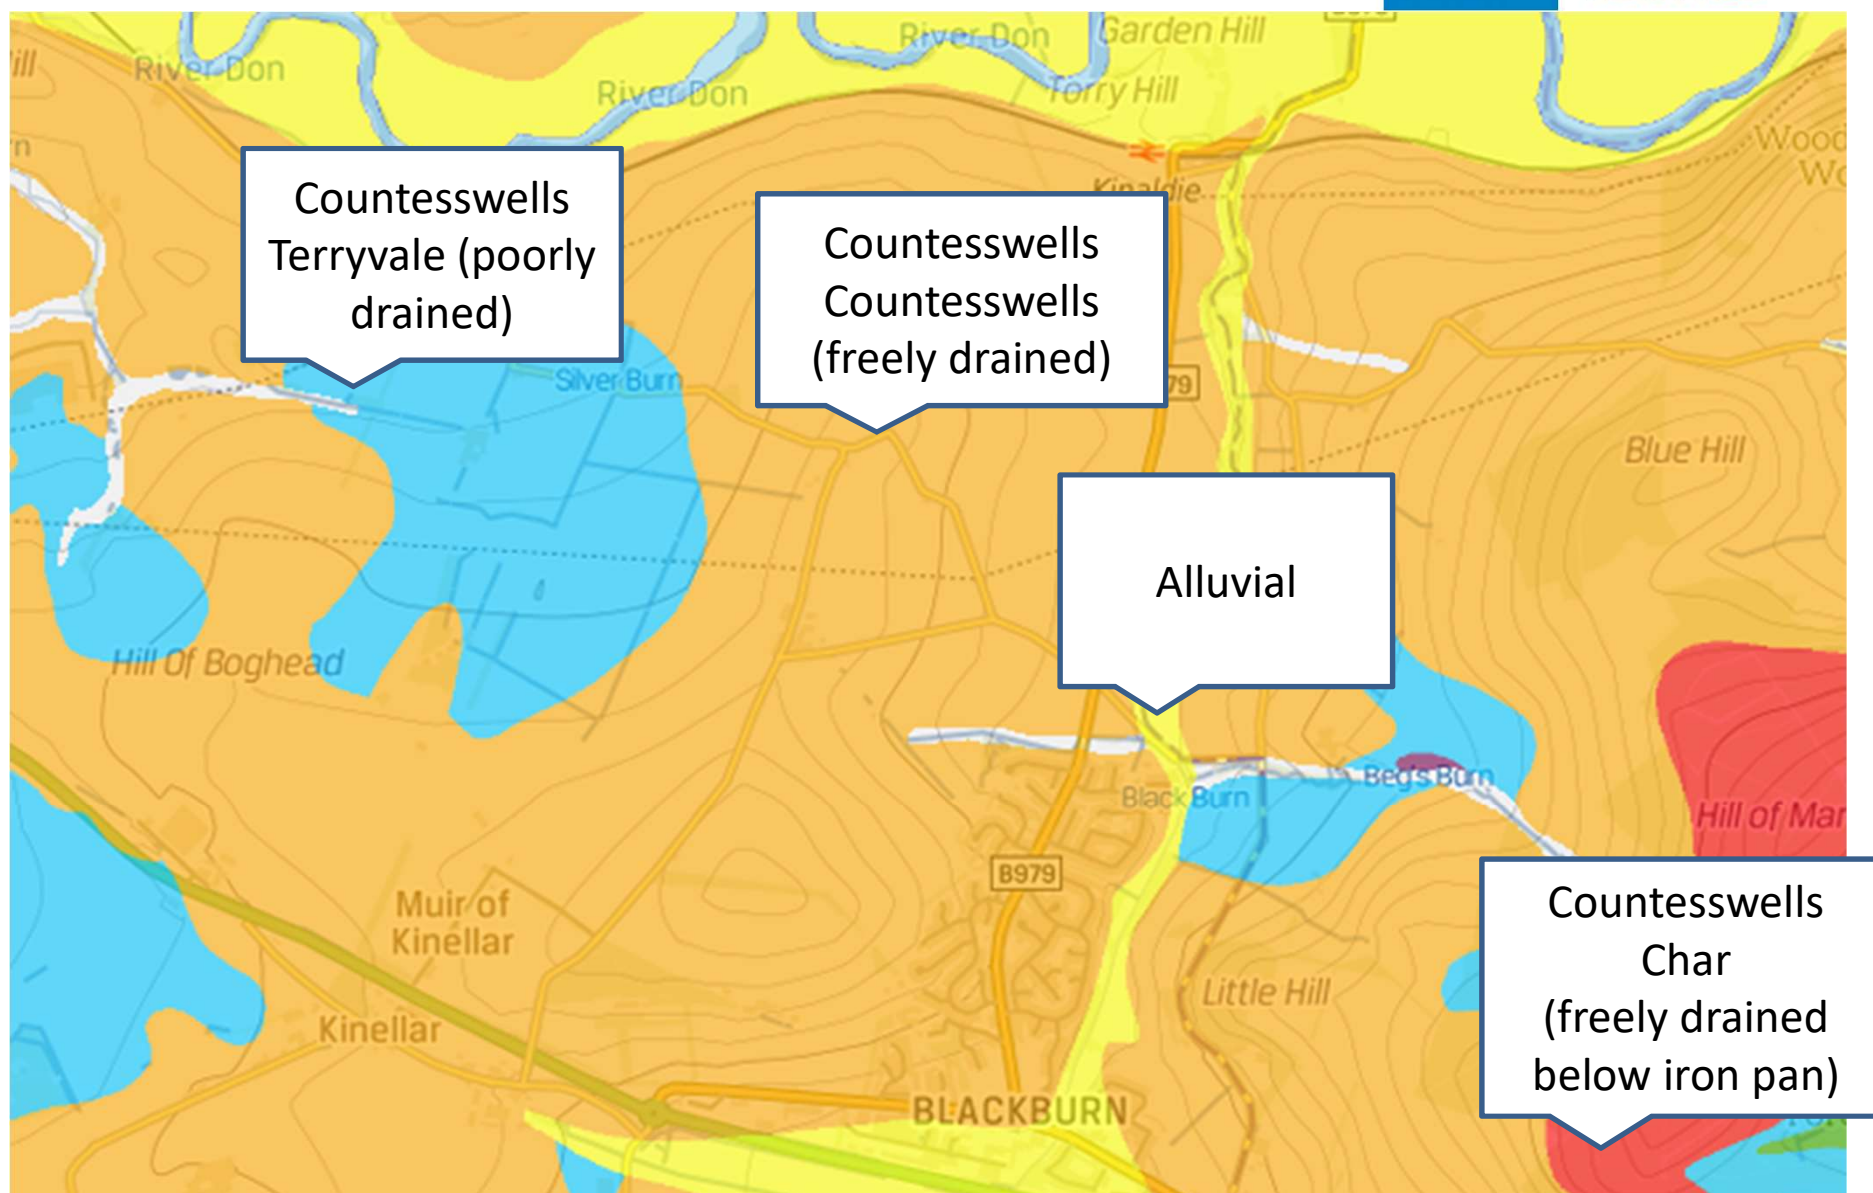 River Don
Garden Hill
River Don
Torry Hill
River Don
Kinaldie
Countesswells
Terryvale (poorly
drained)
Countesswells
Countesswells
(freely drained)
Silver Burn
79
Blue Hill
Alluvial
Hill Of Boghead
Beg's Burn
Black Burn
Hill of Mar
B979
Muir of
Kinellar
Countesswells
Char
(freely drained
below iron pan)
Little Hill
Kinellar
BLACKBURN